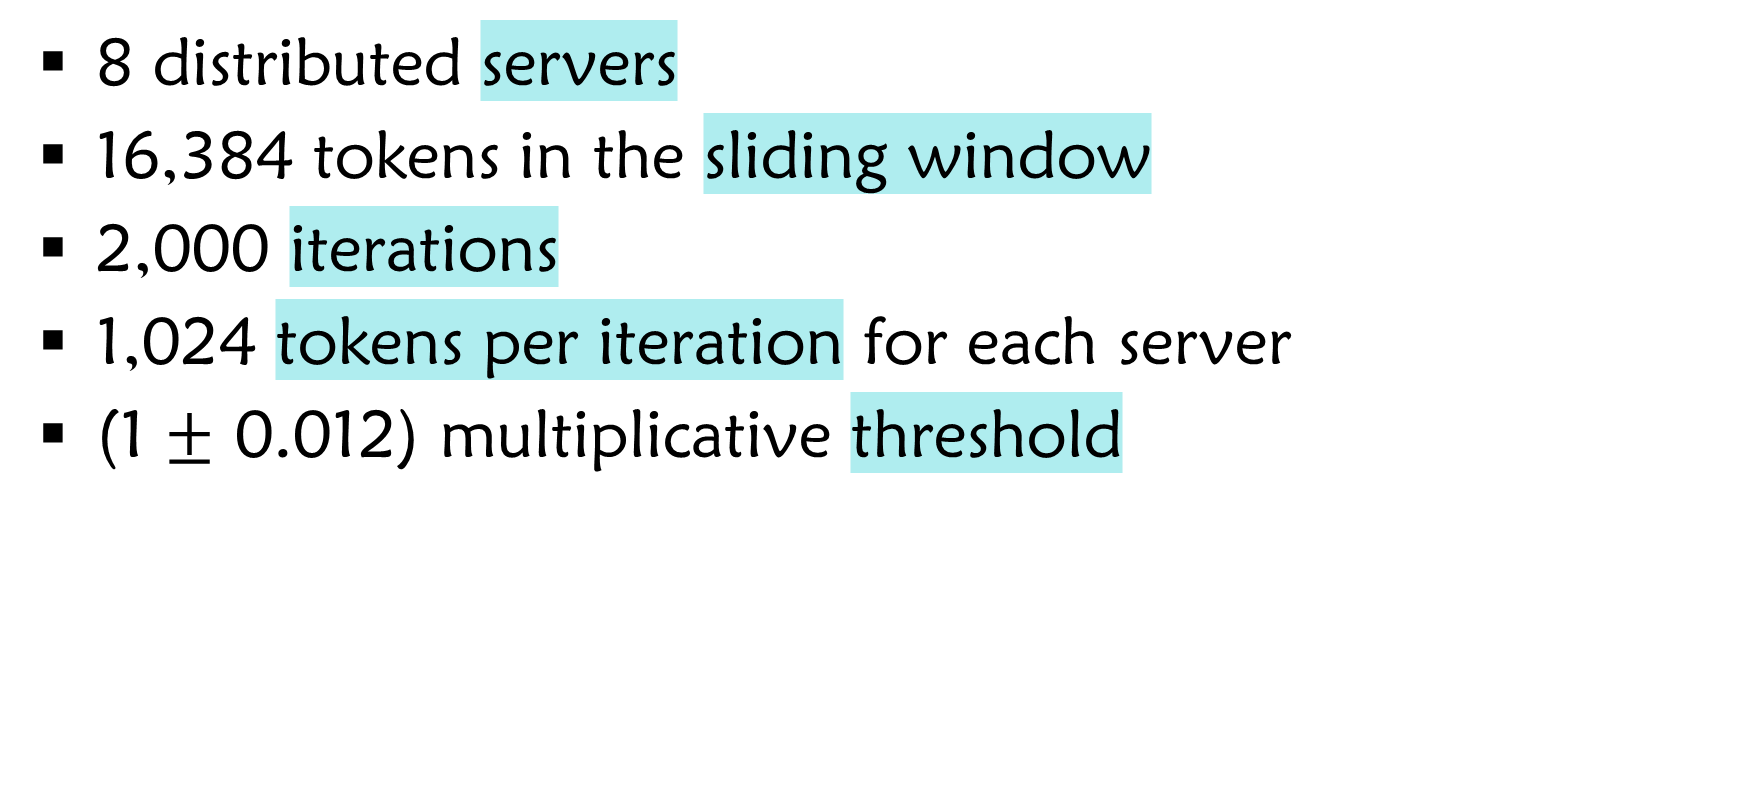 ▪ 8 distributed servers
▪ 16,384 tokens in the sliding window
▪ 2,000 iterations
▪ 1,024 tokens per iteration for each server
▪ (1 ± 0.012) multiplicative threshold